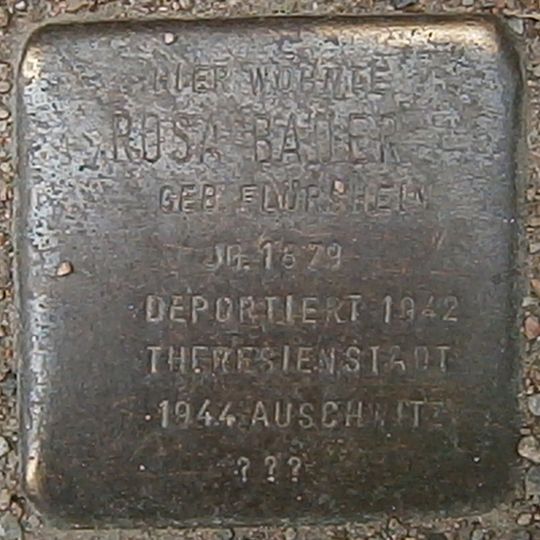 HIER WOHNTE
ROSA BAUER
GEB. FLÖRSHEIM
JG. 1879
DEPORTIERT 1942
THERESIENSTADT
1944 AUSCHWITZ
???